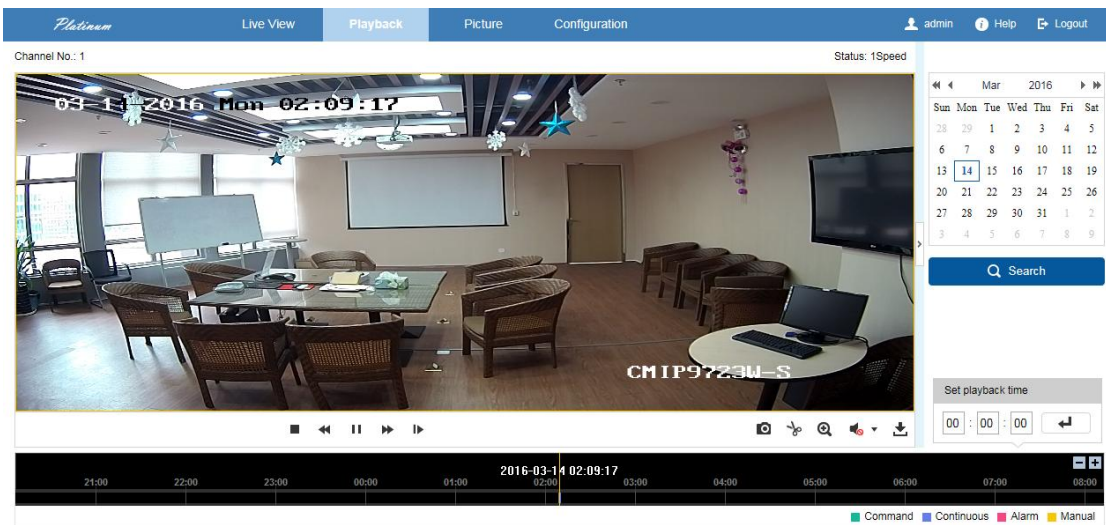 Platinum Live View Playback Picture Configuration admin Help Logout
Channel No.: 1 Status: 1Speed
03-14-2016 Mon 02:09:17
CMIP9723W-S
Mar 2016
Sun Mon Tue Wed Thu Fri Sat
28 29 1 2 3 4 5
6 7 8 9 10 11 12
13 14 15 16 17 18 19
20 21 22 23 24 25 26
27 28 29 30 31 1 2
3 4 5 6 7 8 9
Search
Set playback time
00 : 00 : 00
2016-03-14 02:09:17
21:00 22:00 23:00 00:00 01:00 02:00 03:00 04:00 05:00 06:00 07:00 08:00
Command Continuous Alarm Manual